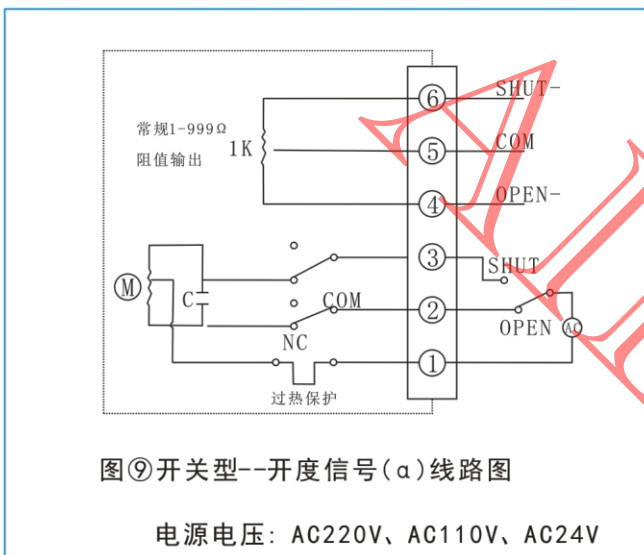 ⑥ SHUT-
常规1-999Ω
阻值输出
1K
⑤ COM
④ OPEN-
③ SHUT
M
C
COM
② OPEN
AC
NC
①
过热保护
图⑨开关型--开度信号(α)线路图
电源电压: AC220V、AC110V、AC24V